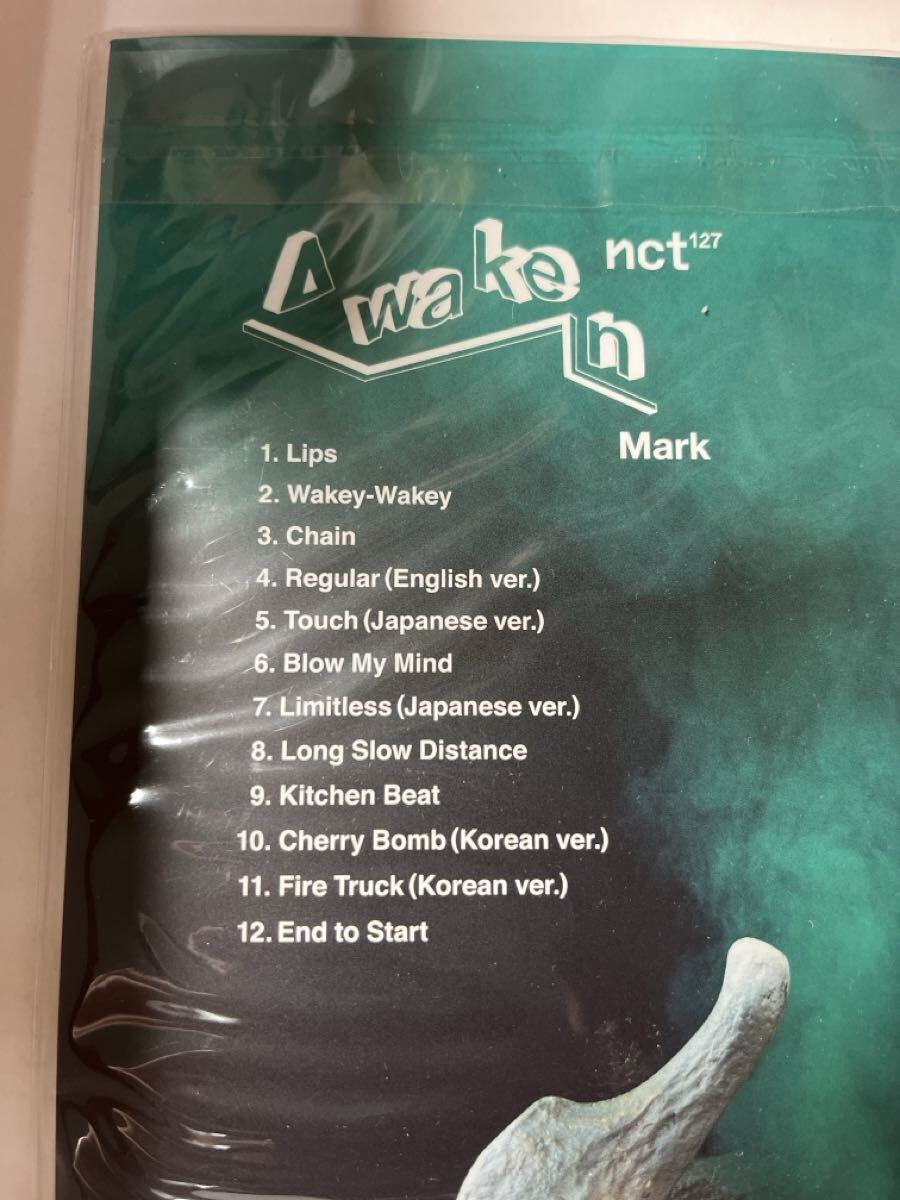 Awaken
nct127
Mark
1. Lips
2. Wakey-Wakey
3. Chain
4. Regular (English ver.)
5. Touch (Japanese ver.)
6. Blow My Mind
7. Limitless (Japanese ver.)
8. Long Slow Distance
9. Kitchen Beat
10. Cherry Bomb (Korean ver.)
11. Fire Truck (Korean ver.)
12. End to Start